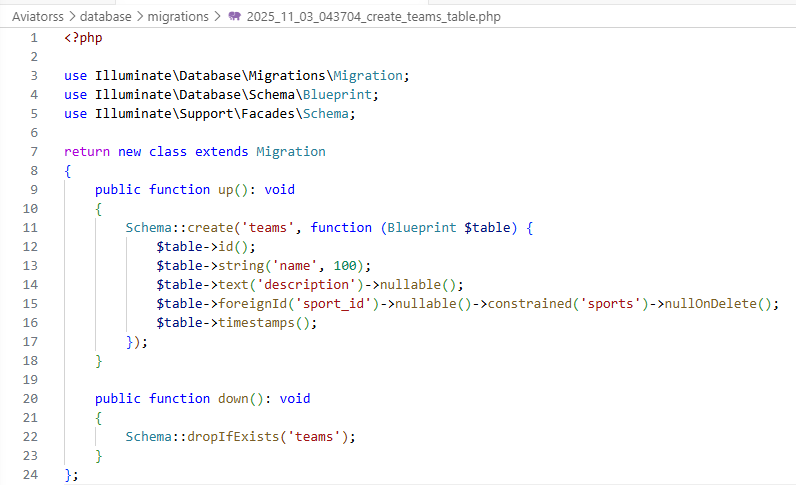 Aviatorss > database > migrations > 2025_11_03_043704_create_teams_table.php
1 <?php
2
3 use Illuminate\Database\Migrations\Migration;
4 use Illuminate\Database\Schema\Blueprint;
5 use Illuminate\Support\Facades\Schema;
6
7 return new class extends Migration
8 {
9     public function up(): void
10     {
11         Schema::create('teams', function (Blueprint $table) {
12             $table->id();
13             $table->string('name', 100);
14             $table->text('description')->nullable();
15             $table->foreignId('sport_id')->nullable()->constrained('sports')->nullOnDelete();
16             $table->timestamps();
17         });
18     }
19
20     public function down(): void
21     {
22         Schema::dropIfExists('teams');
23     }
24 };